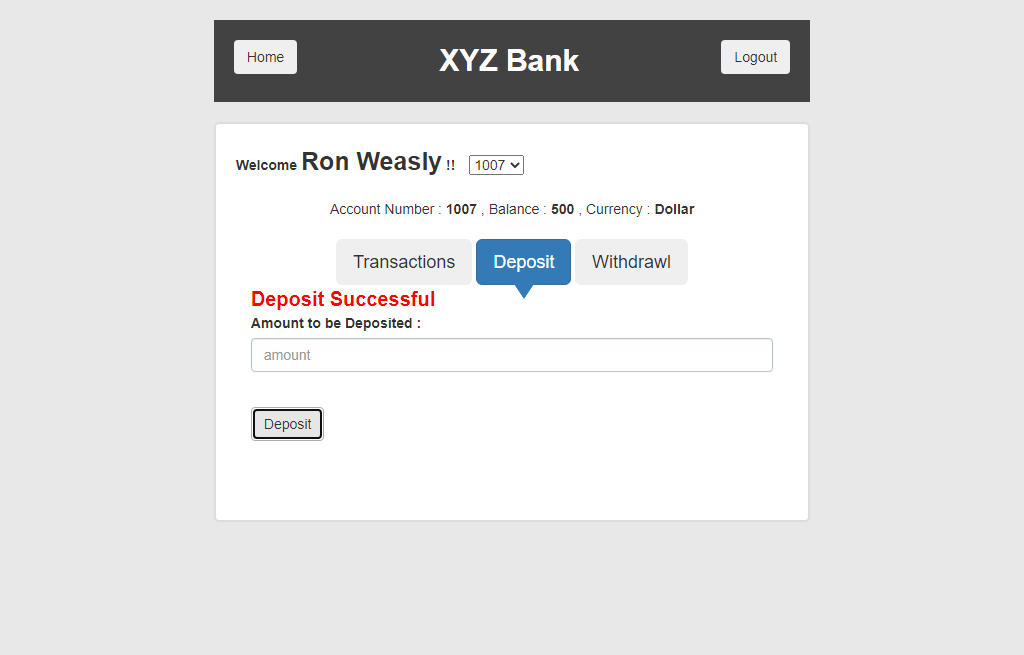 Home XYZ Bank Logout
Welcome Ron Weasly !! 1007
Account Number : 1007 , Balance : 500 , Currency : Dollar
Transactions Deposit Withdrawl
Deposit Successful
Amount to be Deposited :
amount
Deposit